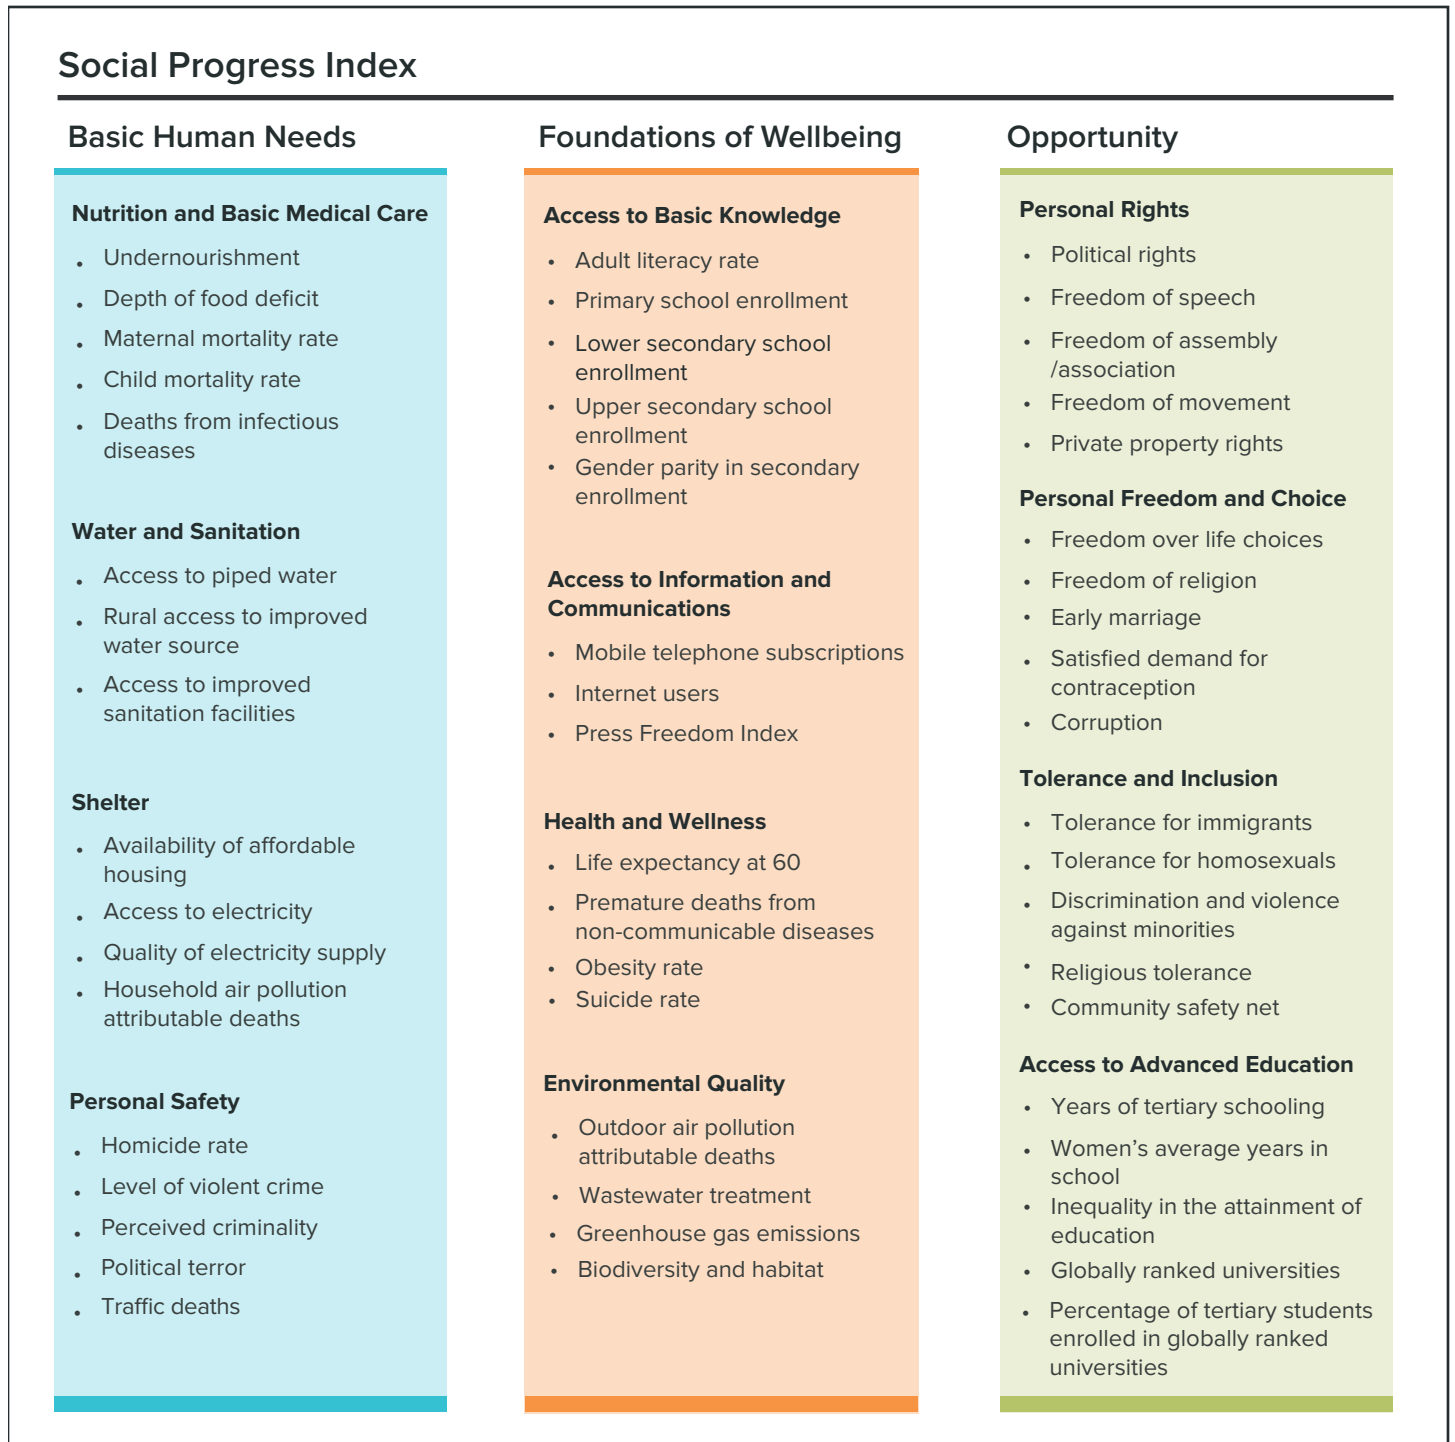 Social Progress Index
Basic Human Needs
Nutrition and Basic Medical Care
• Undernourishment
• Depth of food deficit
• Maternal mortality rate
• Child mortality rate
• Deaths from infectious
diseases
Water and Sanitation
• Access to piped water
• Rural access to improved
water source
• Access to improved
sanitation facilities
Shelter
• Availability of affordable
housing
• Access to electricity
• Quality of electricity supply
• Household air pollution
attributable deaths
Personal Safety
• Homicide rate
• Level of violent crime
• Perceived criminality
• Political terror
• Traffic deaths
Foundations of Wellbeing
Access to Basic Knowledge
• Adult literacy rate
• Primary school enrollment
• Lower secondary school
enrollment
• Upper secondary school
enrollment
• Gender parity in secondary
enrollment
Access to Information and
Communications
• Mobile telephone subscriptions
• Internet users
• Press Freedom Index
Health and Wellness
• Life expectancy at 60
• Premature deaths from
non-communicable diseases
• Obesity rate
• Suicide rate
Environmental Quality
• Outdoor air pollution
attributable deaths
• Wastewater treatment
• Greenhouse gas emissions
• Biodiversity and habitat
Opportunity
Personal Rights
• Political rights
• Freedom of speech
• Freedom of assembly
/association
• Freedom of movement
• Private property rights
Personal Freedom and Choice
• Freedom over life choices
• Freedom of religion
• Early marriage
• Satisfied demand for
contraception
• Corruption
Tolerance and Inclusion
• Tolerance for immigrants
• Tolerance for homosexuals
• Discrimination and violence
against minorities
• Religious tolerance
• Community safety net
Access to Advanced Education
• Years of tertiary schooling
• Women’s average years in
school
• Inequality in the attainment of
education
• Globally ranked universities
• Percentage of tertiary students
enrolled in globally ranked
universities